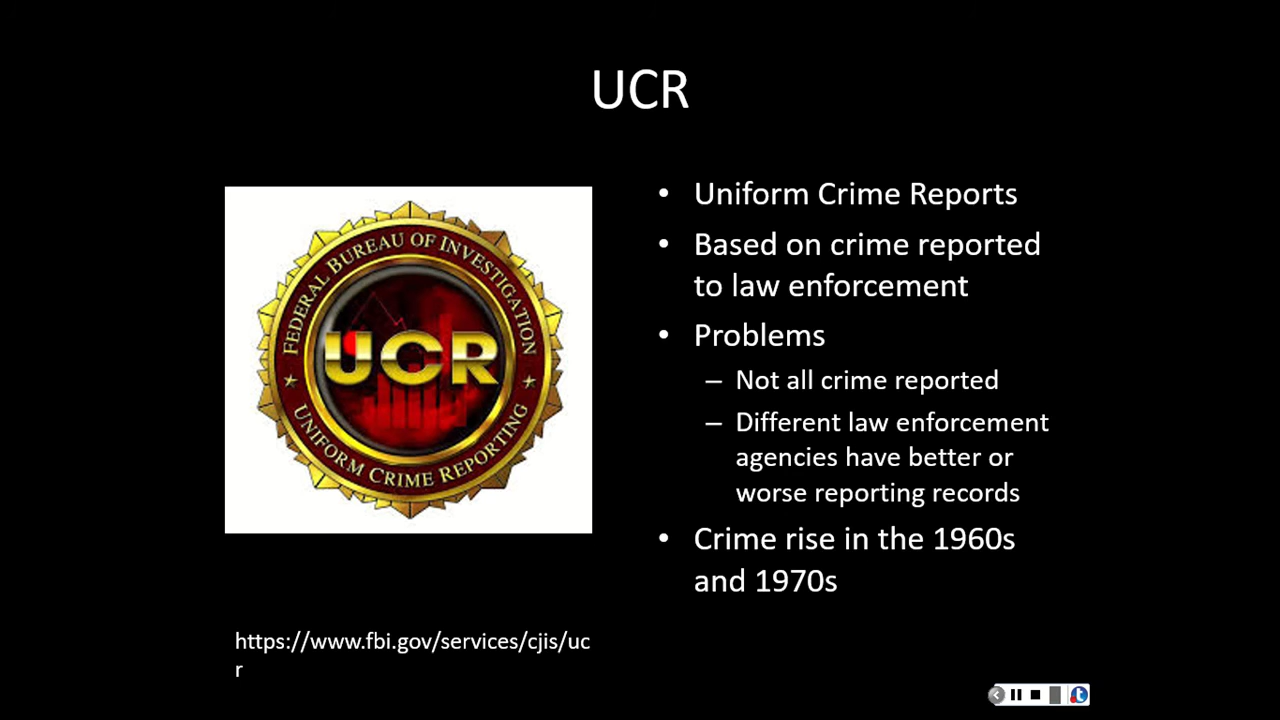 UCR
FEDERAL BUREAU OF INVESTIGATION
UCR
UNIFORM CRIME REPORTING
• Uniform Crime Reports
• Based on crime reported
to law enforcement
• Problems
– Not all crime reported
– Different law enforcement
agencies have better or
worse reporting records
• Crime rise in the 1960s
and 1970s
https://www.fbi.gov/services/cjis/uc
r
t